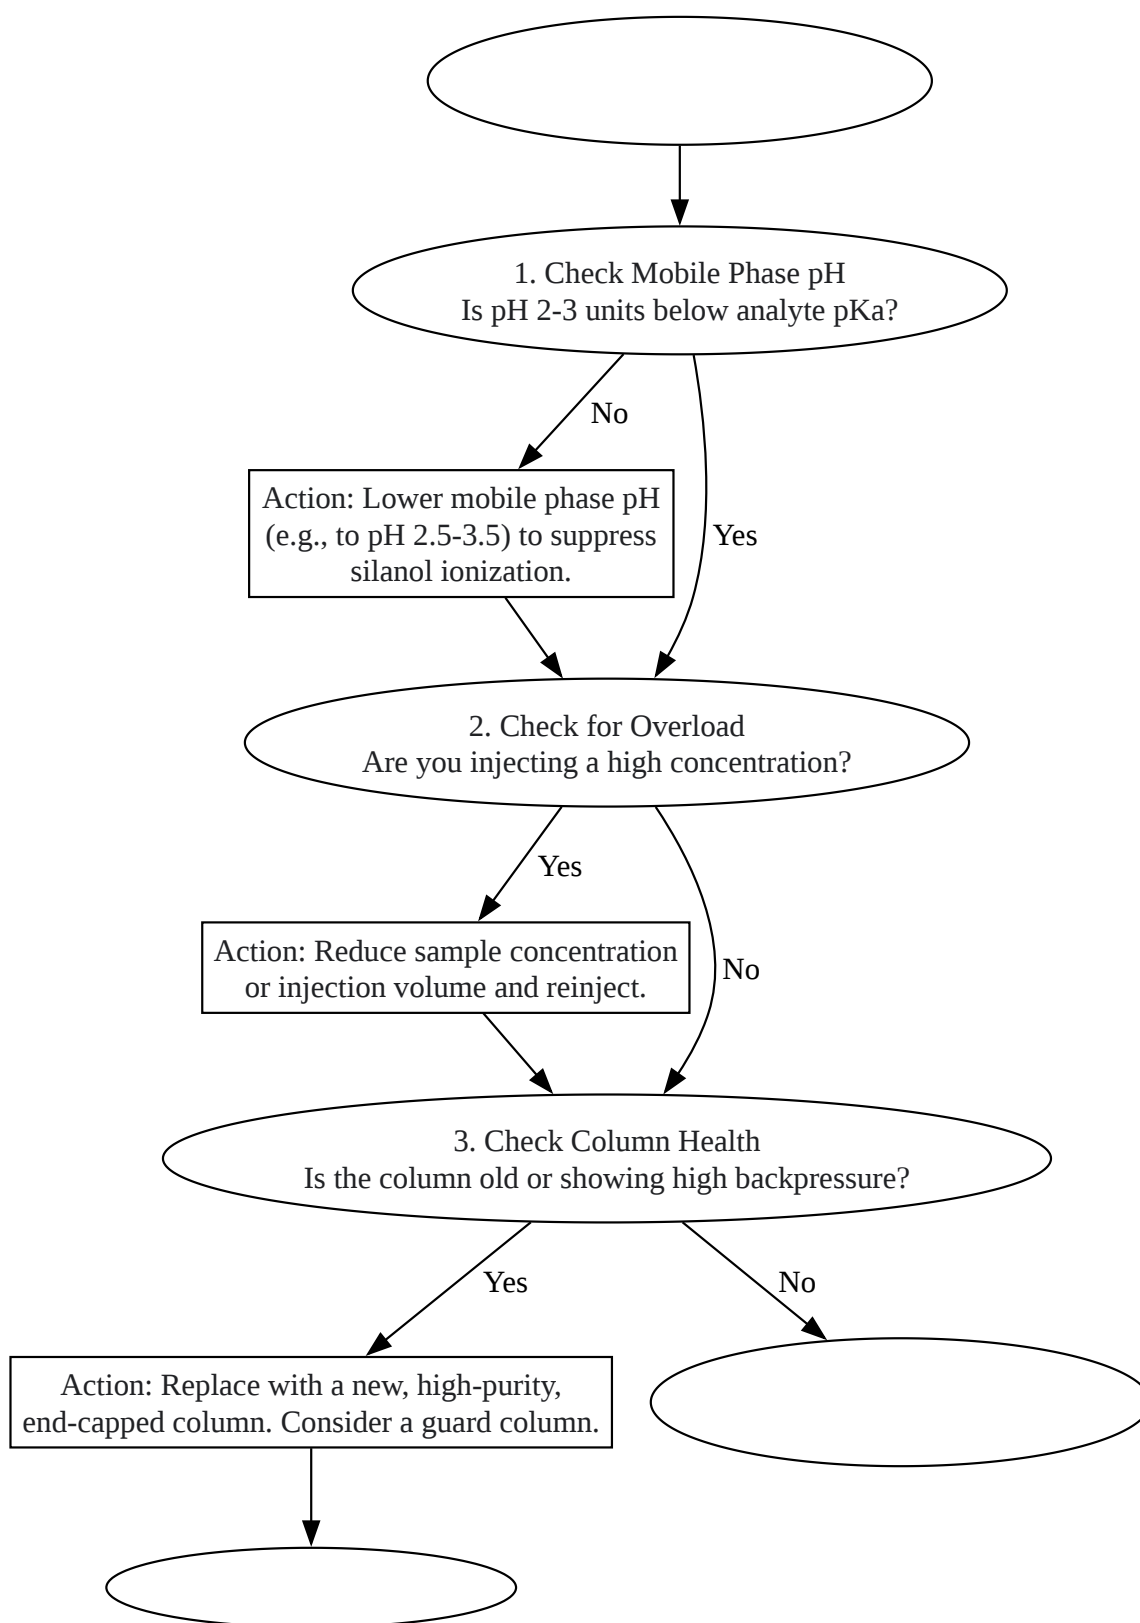 1. Check Mobile Phase pH
Is pH 2-3 units below analyte pKa?
No
Action: Lower mobile phase pH
(e.g., to pH 2.5-3.5) to suppress
silanol ionization.
Yes
2. Check for Overload
Are you injecting a high concentration?
Yes
Action: Reduce sample concentration
or injection volume and reinject.
No
3. Check Column Health
Is the column old or showing high backpressure?
Yes
No
Action: Replace with a new, high-purity,
end-capped column. Consider a guard column.